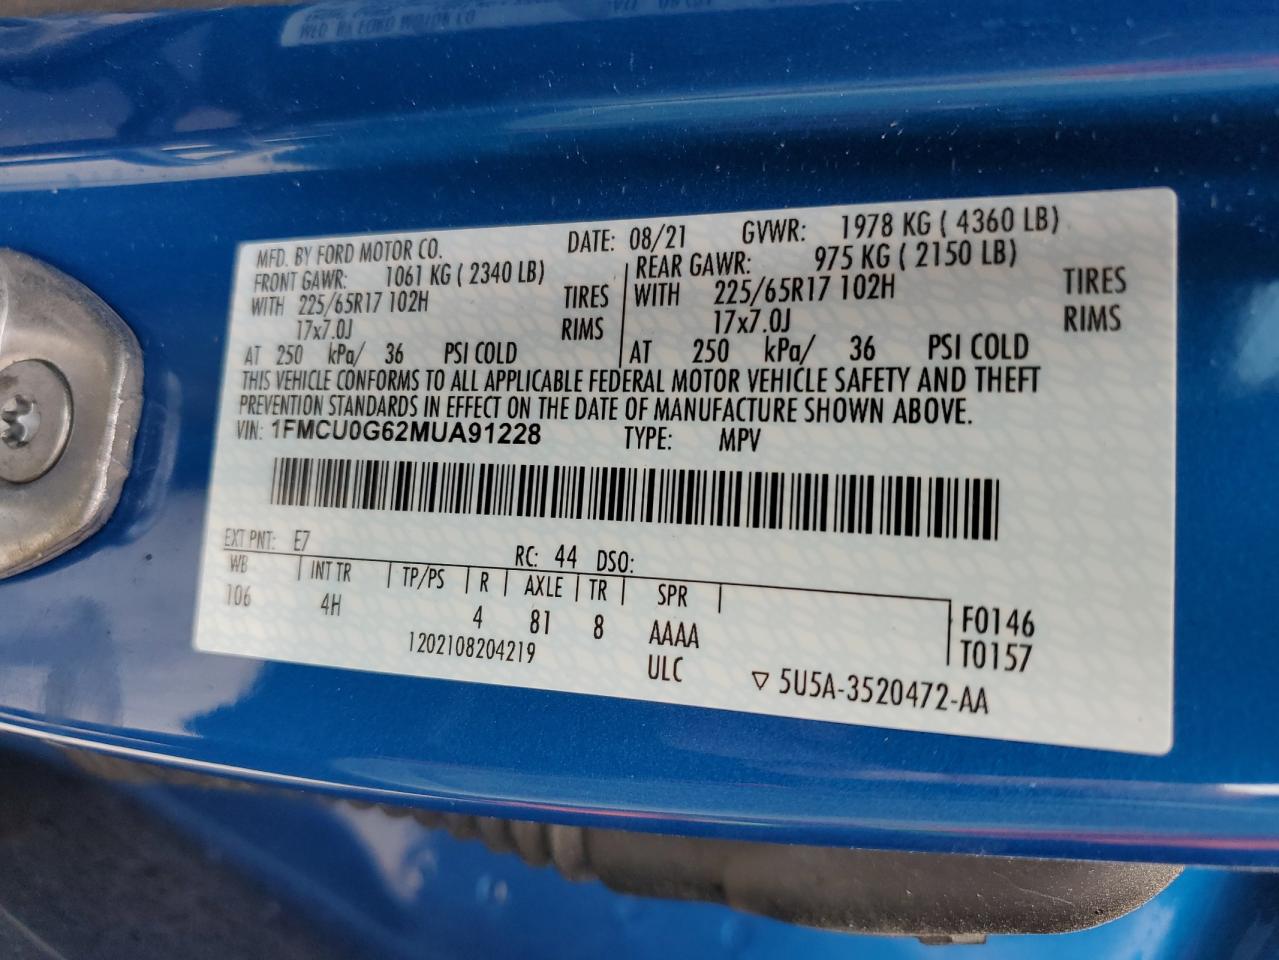 MFD. BY FORD MOTOR CO. DATE: 08/21 GVWR: 1978 KG ( 4360 LB)
FRONT GAWR: 1061 KG ( 2340 LB) REAR GAWR: 975 KG ( 2150 LB)
WITH 225/65R17 102H TIRES WITH 225/65R17 102H TIRES
17x7.0J RIMS 17x7.0J RIMS
AT 250 kPa/ 36 PSI COLD AT 250 kPa/ 36 PSI COLD
THIS VEHICLE CONFORMS TO ALL APPLICABLE FEDERAL MOTOR VEHICLE SAFETY AND THEFT
PREVENTION STANDARDS IN EFFECT ON THE DATE OF MANUFACTURE SHOWN ABOVE.
VIN: 1FMCU0G62MUA91228 TYPE: MPV
EXT PNT: E7 RC: 44 DSO:
WB INT TR TP/PS R AXLE TR SPR
106 4H 4 81 8 AAAA F0146
1202108204219 ULC T0157
▽ 5U5A-3520472-AA